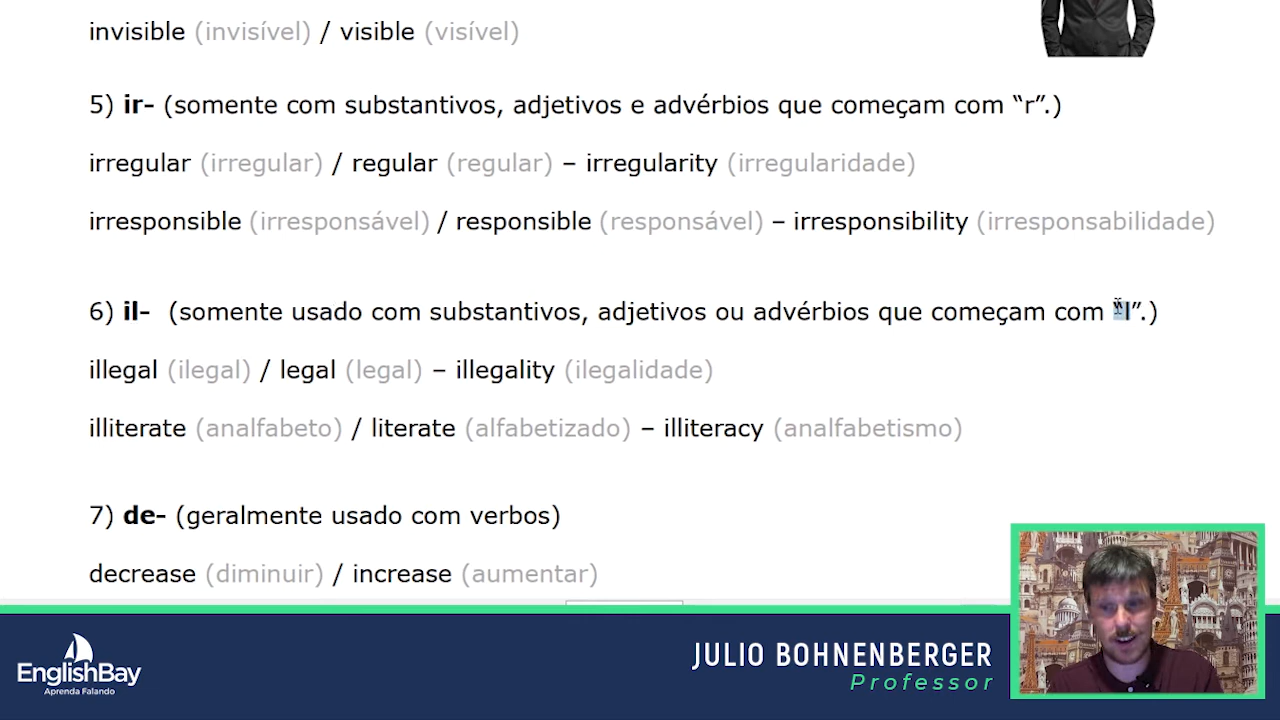 invisible (invisível) / visible (visível)
5) ir- (somente com substantivos, adjetivos e advérbios que começam com “r”.)
irregular (irregular) / regular (regular) – irregularity (irregularidade)
irresponsible (irresponsável) / responsible (responsável) – irresponsibility (irresponsabilidade)
6) il- (somente usado com substantivos, adjetivos ou advérbios que começam com “l”.)
illegal (ilegal) / legal (legal) – illegality (ilegalidade)
illiterate (analfabeto) / literate (alfabetizado) – illiteracy (analfabetismo)
7) de- (geralmente usado com verbos)
decrease (diminuir) / increase (aumentar)
EnglishBay
Aprenda Falando
JULIO BOHNENBERGER
Professor